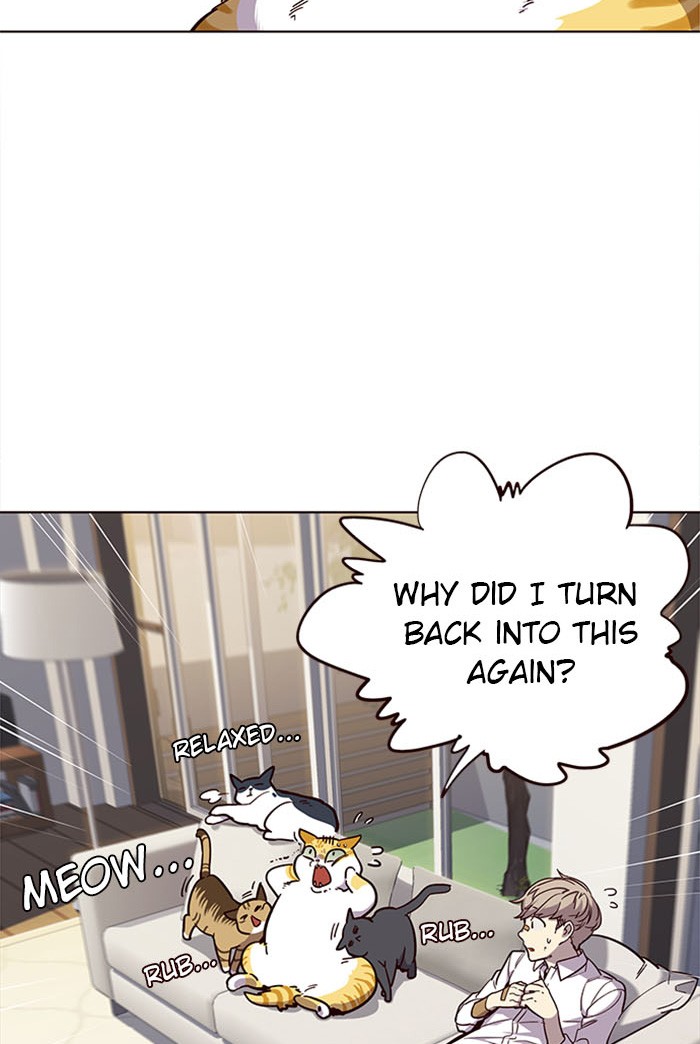 WHY DID I TURN
BACK INTO THIS
AGAIN?
RELAXED...
MEOW...
RUB...
RUB...